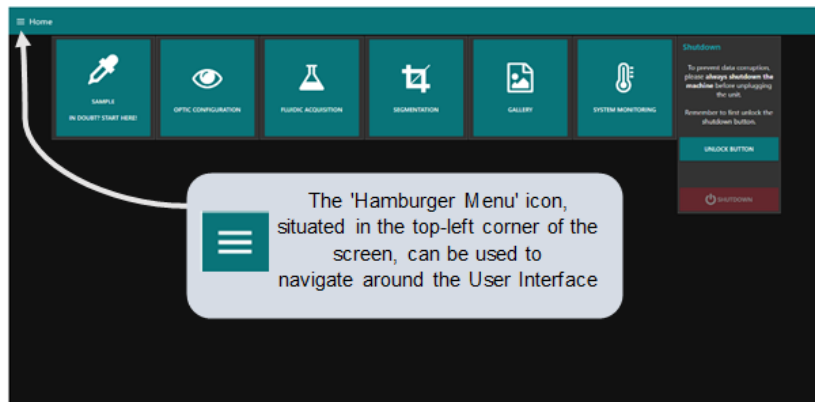 Home
SAMPLE
IN DOUBT? START HERE!
OPTIC CONFIGURATION
FLUIDIC ACQUISITION
SEGMENTATION
GALLERY
SYSTEM MONITORING
Shutdown
To prevent data corruption,
please always shutdown the
machine before unplugging
the unit.
Remember to first unlock the
shutdown button.
UNLOCK BUTTON
SHUTDOWN
The 'Hamburger Menu' icon,
situated in the top-left corner of the
screen, can be used to
navigate around the User Interface